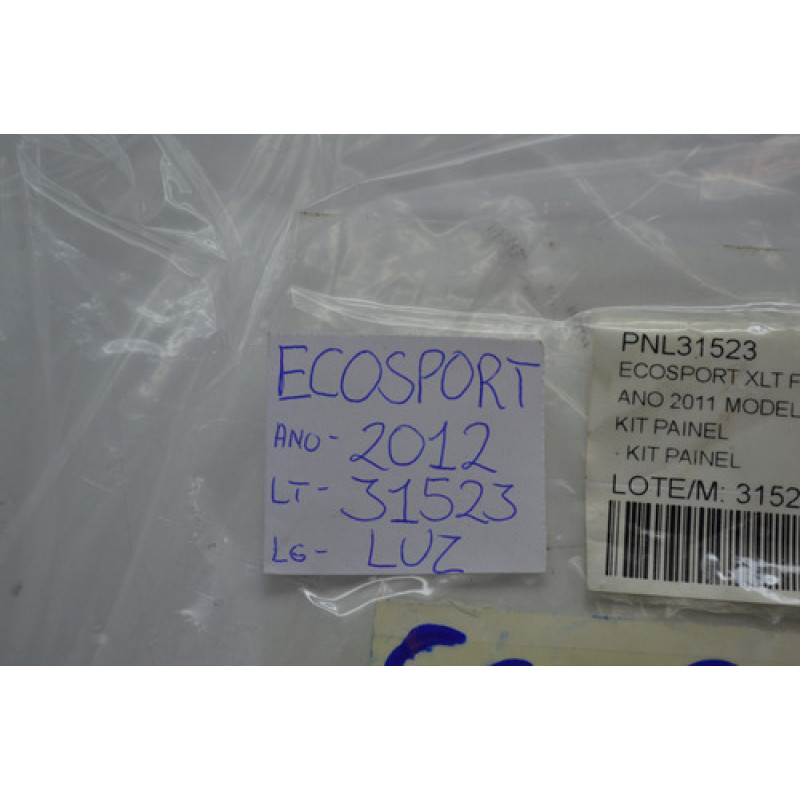 ECOSPORT
ANO - 2012
LT - 31523
LG - LUZ
PNL31523
ECOSPORT XLT F
ANO 2011 MODEL
KIT PAINEL
- KIT PAINEL
LOTE/M: 3152